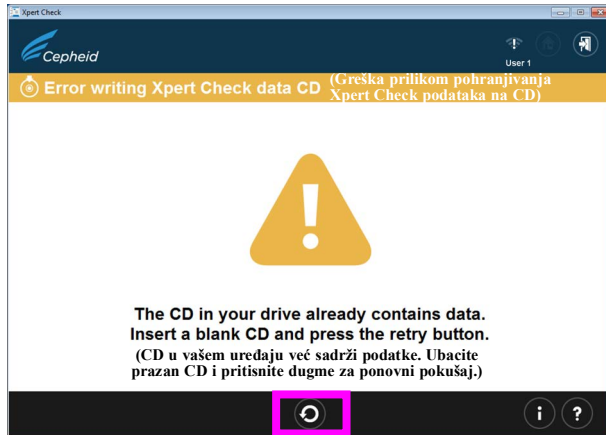 Xpert Check
Cepheid
User 1
Error writing Xpert Check data CD
(Greška prilikom pohranjivanja
Xpert Check podataka na CD)
The CD in your drive already contains data.
Insert a blank CD and press the retry button.
(CD u vašem uređaju već sadrži podatke. Ubacite
prazan CD i pritisnite dugme za ponovni pokušaj.)
i ?